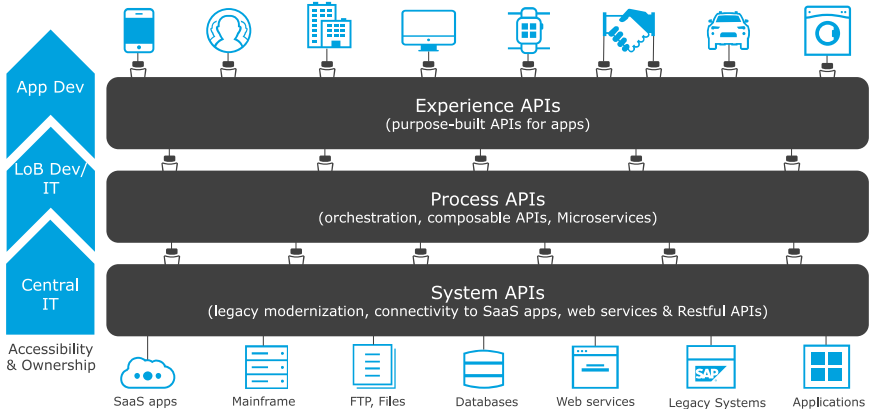 App Dev
LoB Dev/
IT
Central
IT
Accessibility
& Ownership
Experience APIs
(purpose-built APIs for apps)
Process APIs
(orchestration, composable APIs, Microservices)
System APIs
(legacy modernization, connectivity to SaaS apps, web services & Restful APIs)
SAP
SaaS apps
Mainframe
FTP, Files
Databases
Web services
Legacy Systems
Applications